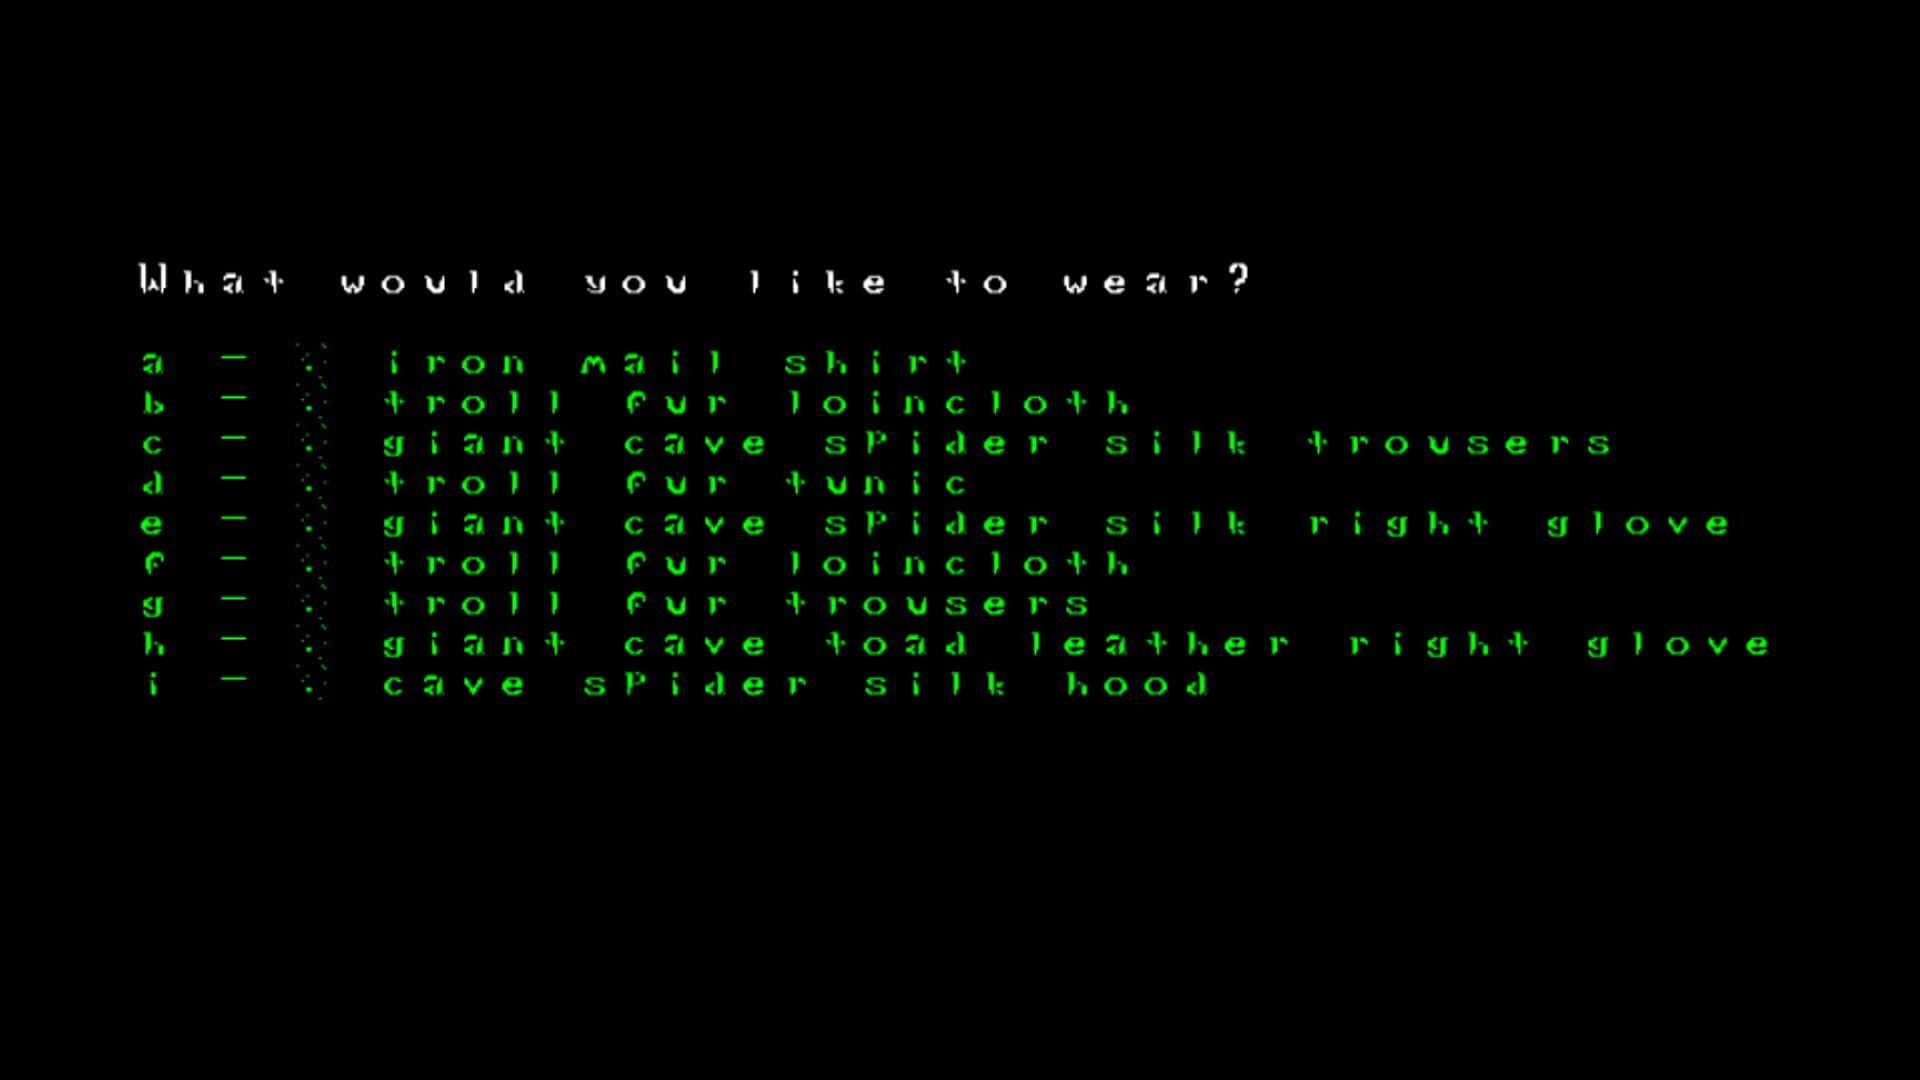 What would you like to wear?
a - iron mail shirt
b - troll fur loincloth
c - giant cave spider silk trousers
d - troll fur tunic
e - giant cave spider silk right glove
f - troll fur loincloth
g - troll fur trousers
h - giant cave toad leather right glove
i - cave spider silk hood